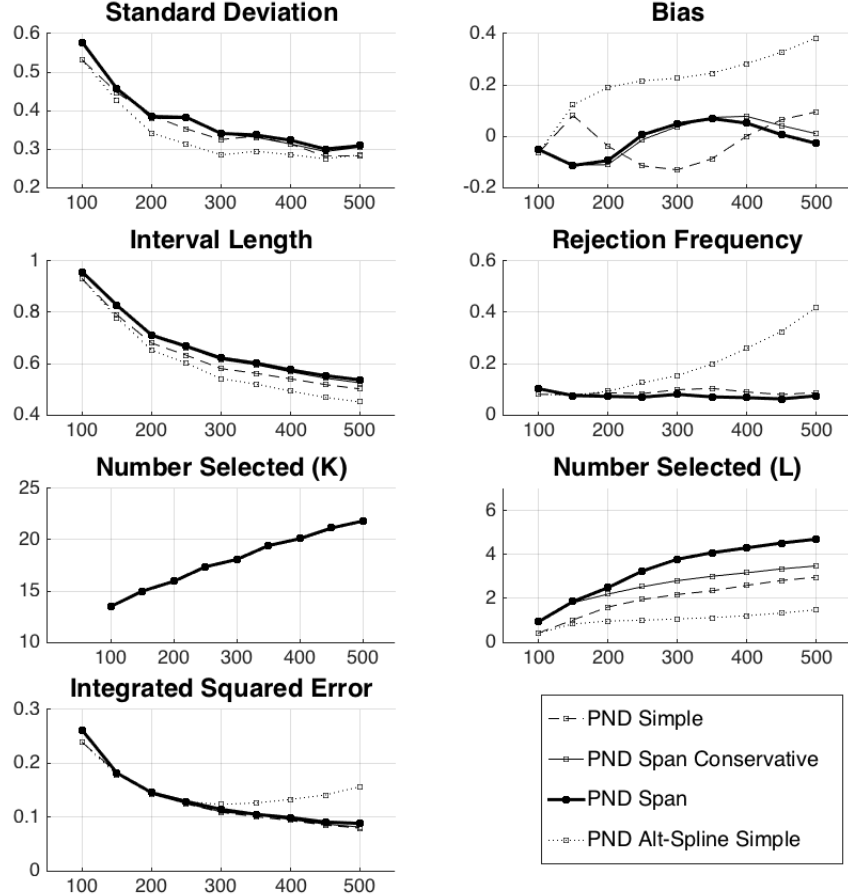 Standard Deviation
0.6
0.5
0.4
0.3
0.2
100 200 300 400 500
Bias
0.4
0.2
0
-0.2
100 200 300 400 500
Interval Length
1
0.8
0.6
0.4
100 200 300 400 500
Rejection Frequency
0.6
0.4
0.2
0
100 200 300 400 500
Number Selected (K)
25
20
15
10
100 200 300 400 500
Number Selected (L)
6
4
2
0
100 200 300 400 500
Integrated Squared Error
0.3
0.2
0.1
0
100 200 300 400 500
PND Simple
PND Span Conservative
PND Span
PND Alt-Spline Simple